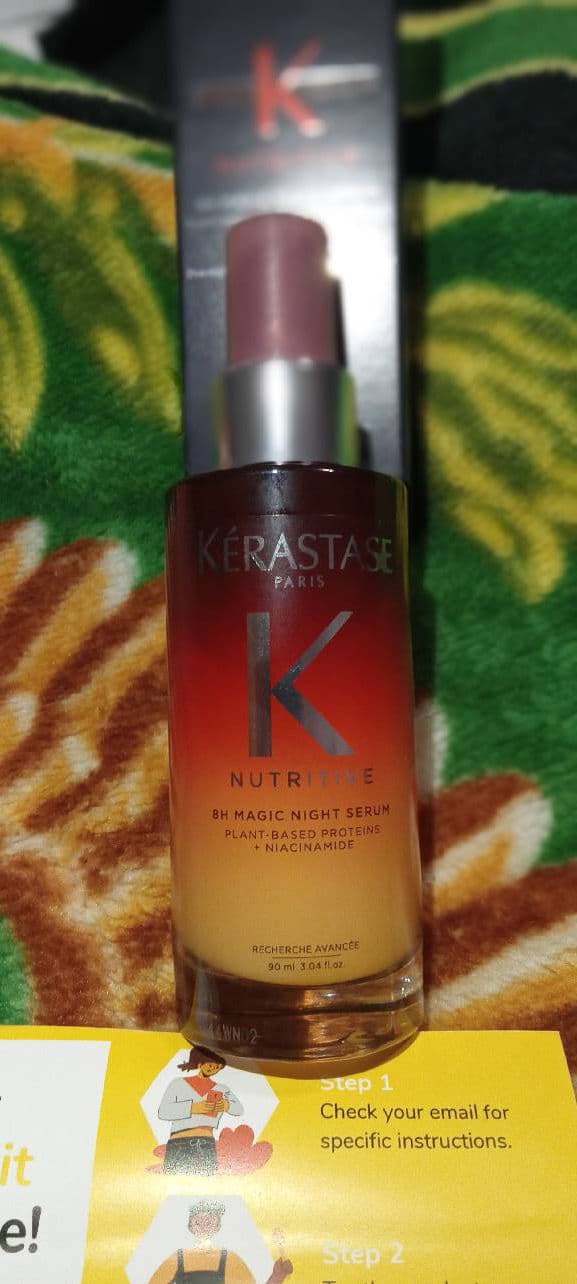 K
KÉRASTASE
PARIS
K
NUTRITIVE
8H MAGIC NIGHT SERUM
PLANT-BASED PROTEINS
+ NIACINAMIDE
RECHERCHE AVANCÉE
90 ml 3.04 fl.oz.
Step 1
Check your email for
specific instructions.
it
e!
Step 2